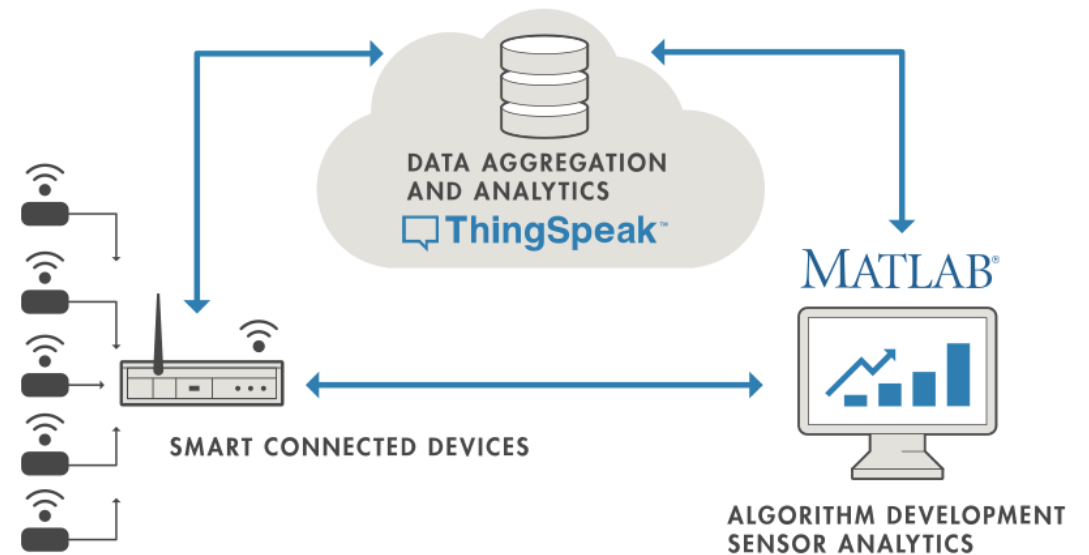 DATA AGGREGATION
AND ANALYTICS
ThingSpeak™
MATLAB®
SMART CONNECTED DEVICES
ALGORITHM DEVELOPMENT
SENSOR ANALYTICS